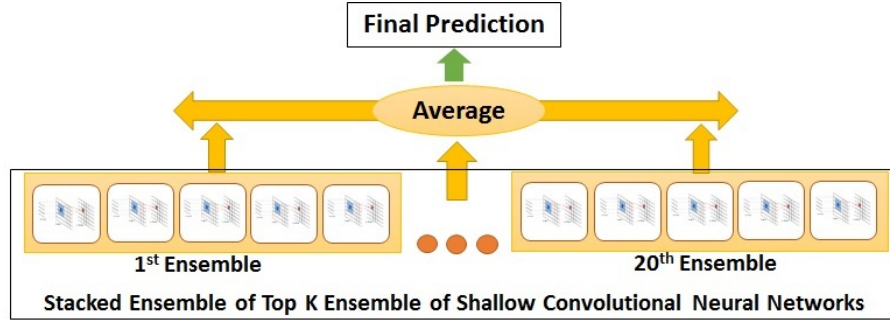 Final Prediction
Average
1st Ensemble
20th Ensemble
Stacked Ensemble of Top K Ensemble of Shallow Convolutional Neural Networks